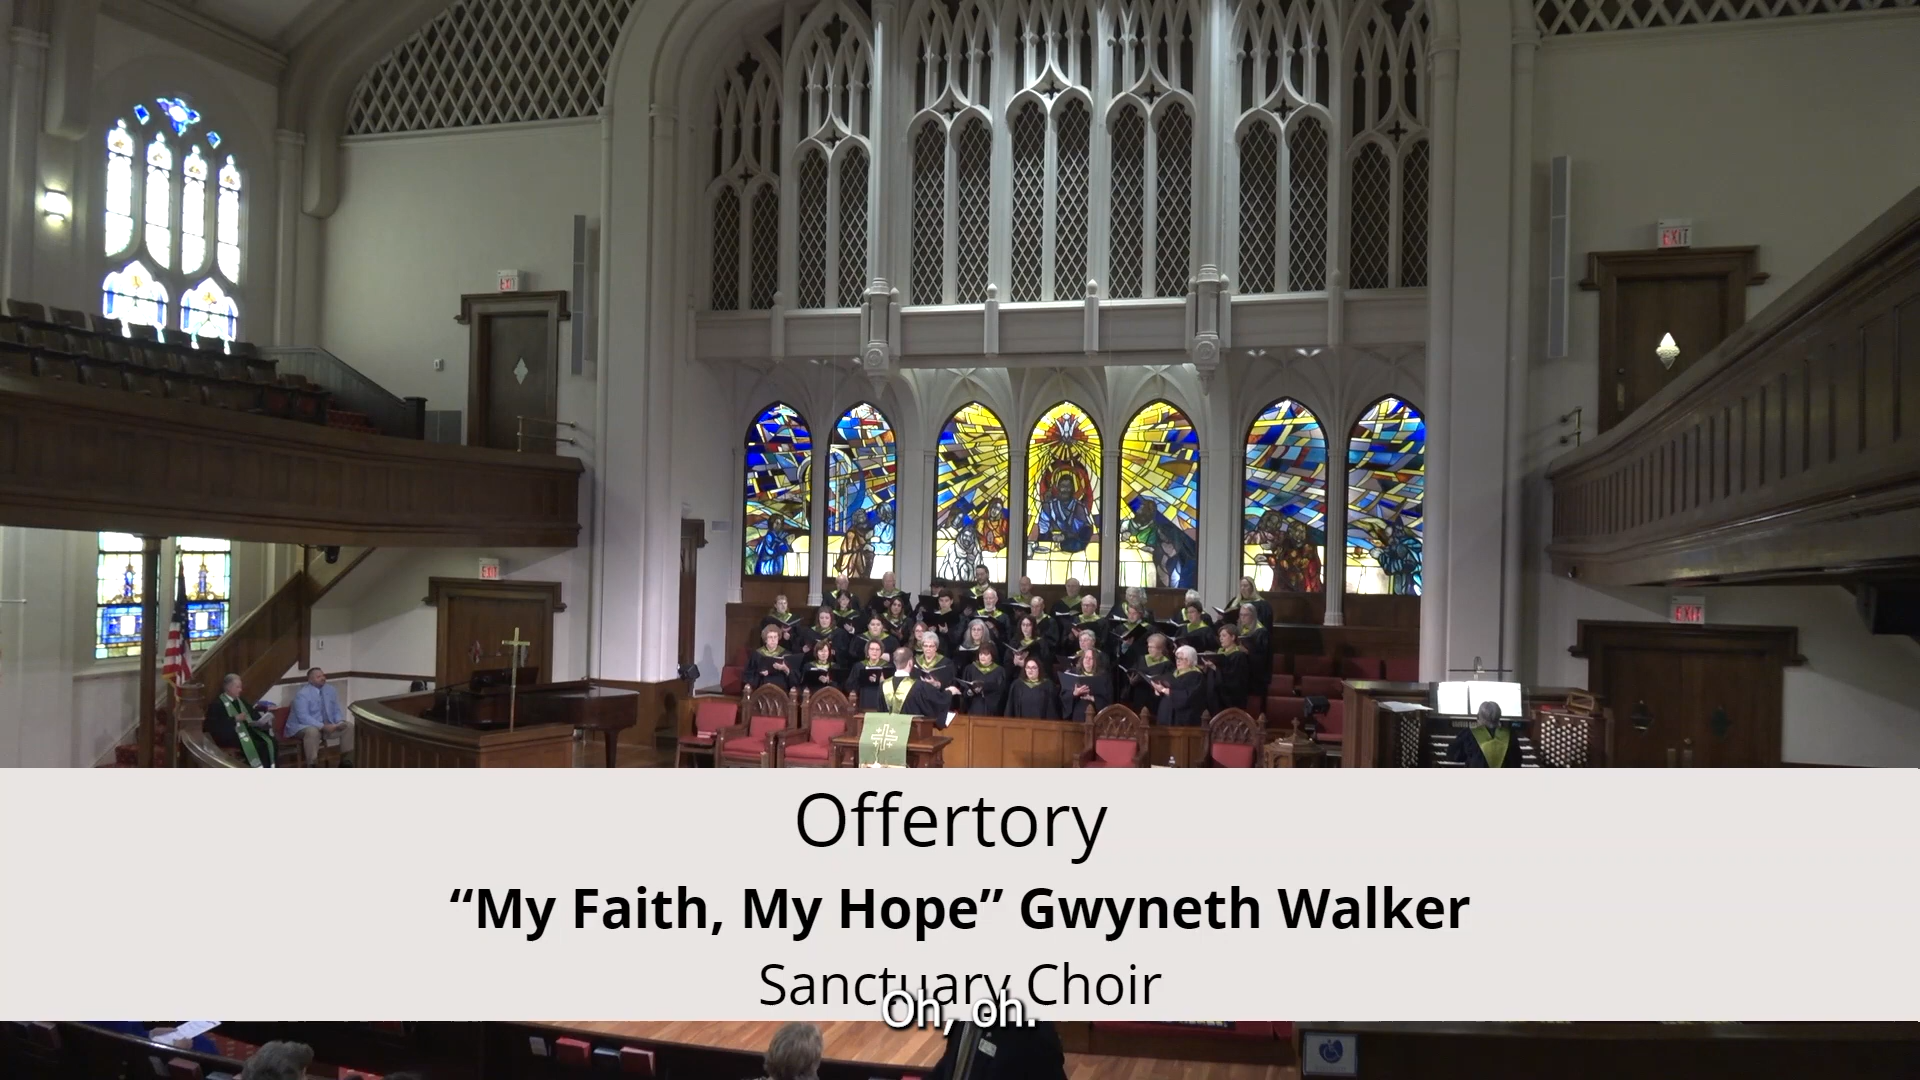 EXIT
EXIT
EXIT
EXIT
Offertory
“My Faith, My Hope” Gwyneth Walker
Sanctuary Choir
Oh, oh.